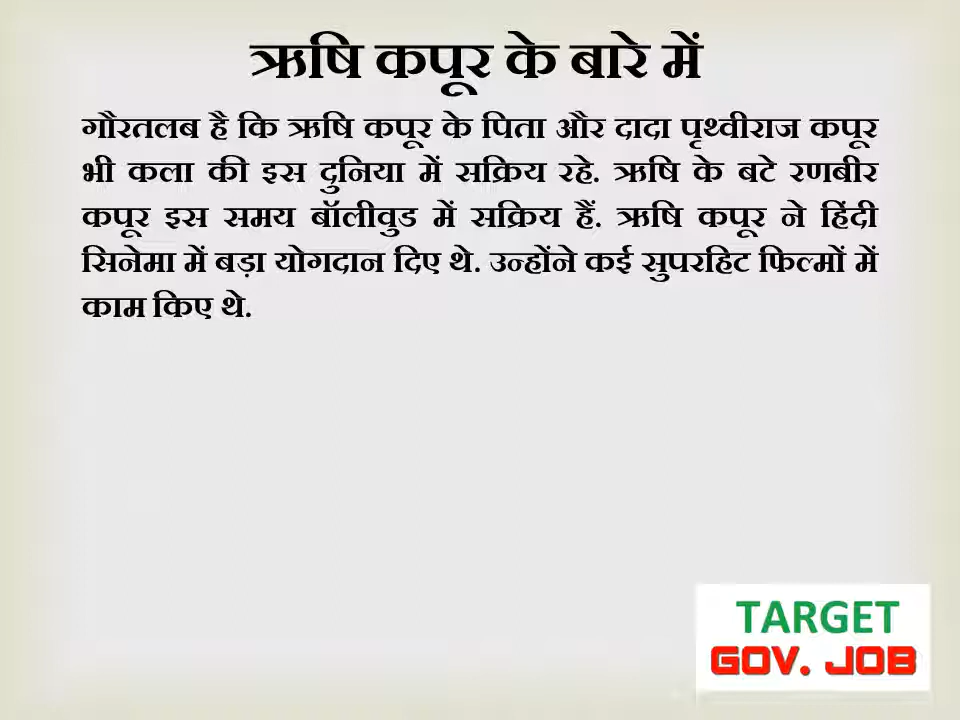 ऋषि कपूर के बारे में
गौरतलब है कि ऋषि कपूर के पिता और दादा पृथ्वीराज कपूर
भी कला की इस दुनिया में सक्रिय रहे. ऋषि के बटे रणबीर
कपूर इस समय बॉलीवुड में सक्रिय हैं. ऋषि कपूर ने हिंदी
सिनेमा में बड़ा योगदान दिए थे. उन्होंने कई सुपरहिट फिल्मों में
काम किए थे.
TARGET
GOV. JOB